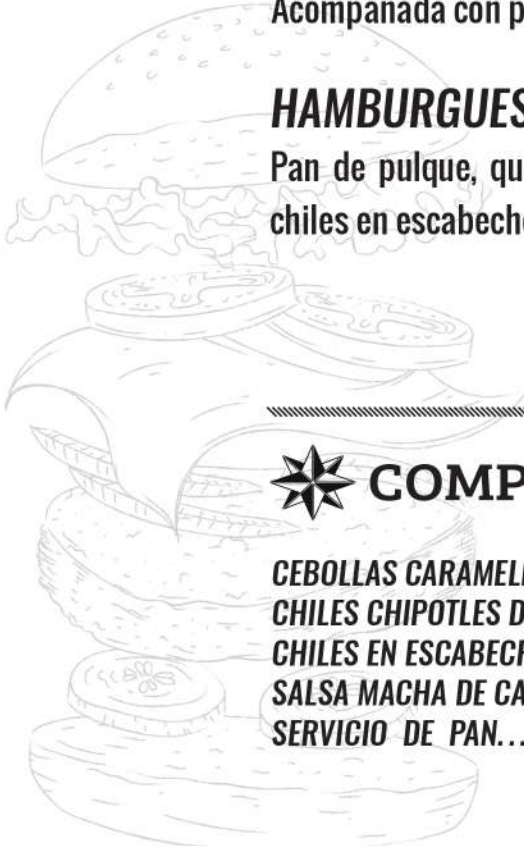 Acompañada con p
HAMBURGUES
Pan de pulque, qu
chiles en escabeche
COMP
CEBOLLAS CARAMEL
CHILES CHIPOTLES D
CHILES EN ESCABECH
SALSA MACHA DE CA
SERVICIO DE PAN...